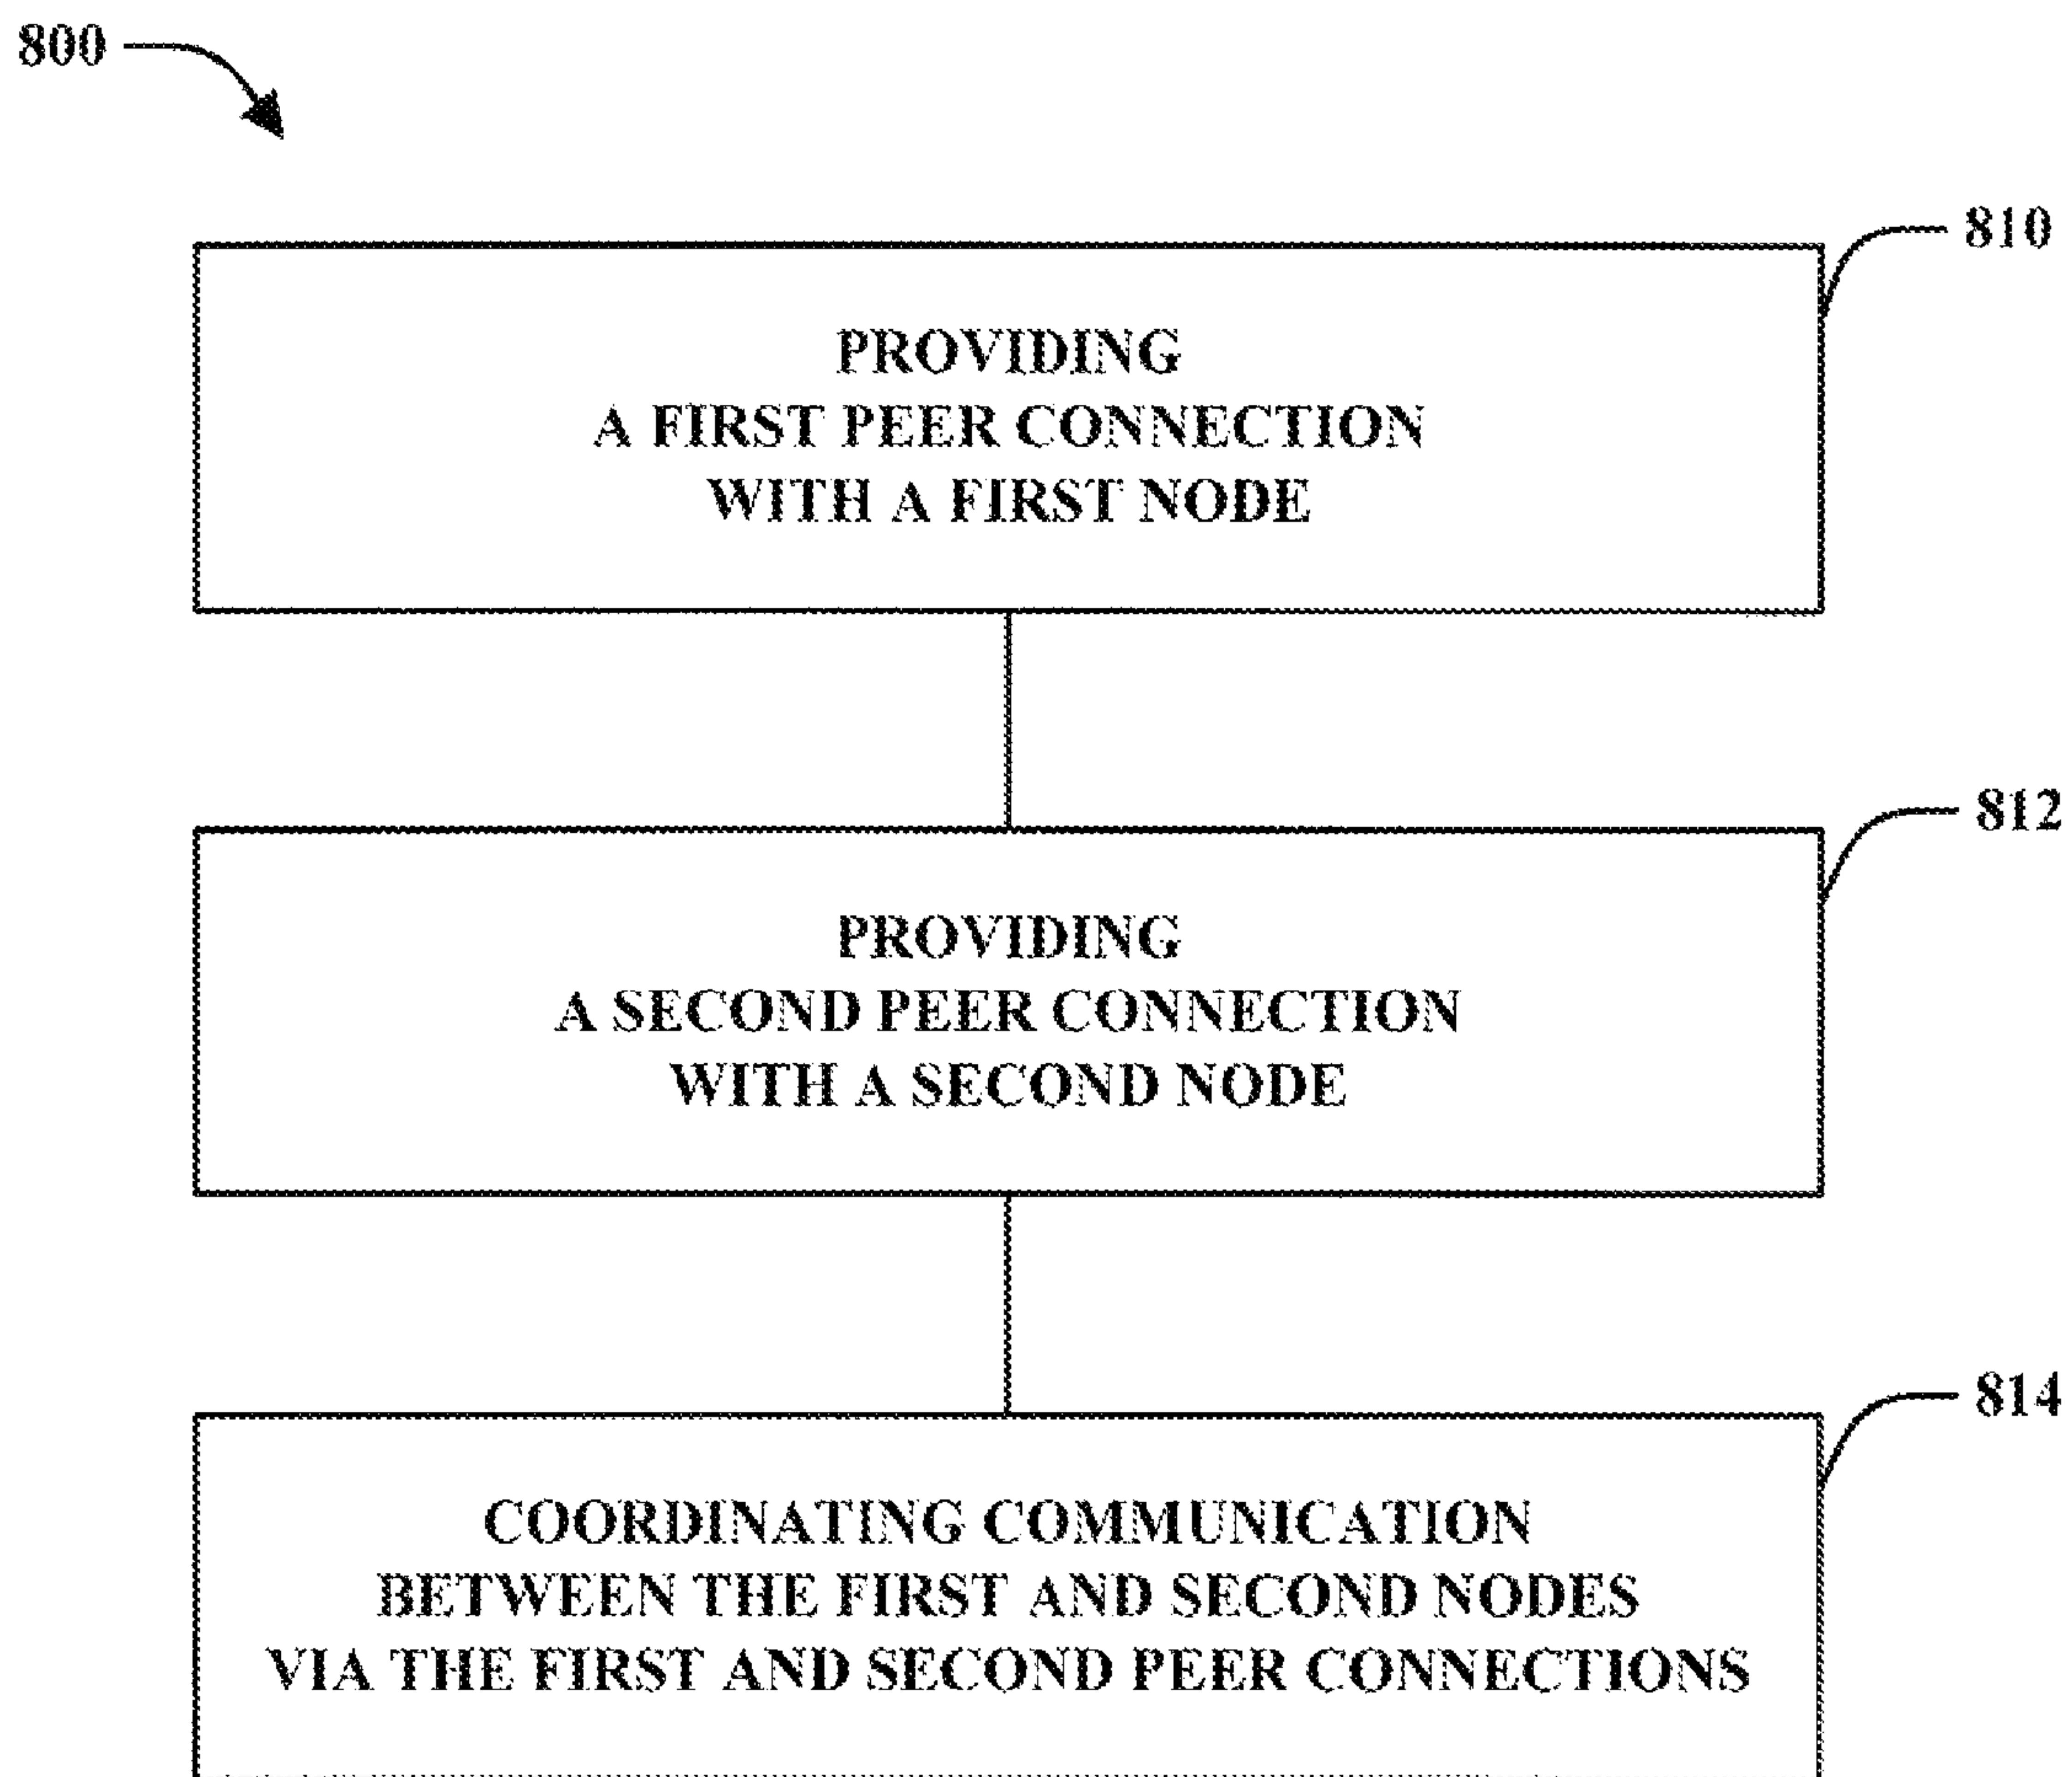 800
810
PROVIDING
A FIRST PEER CONNECTION
WITH A FIRST NODE
812
PROVIDING
A SECOND PEER CONNECTION
WITH A SECOND NODE
814
COORDINATING COMMUNICATION
BETWEEN THE FIRST AND SECOND NODES
VIA THE FIRST AND SECOND PEER CONNECTIONS